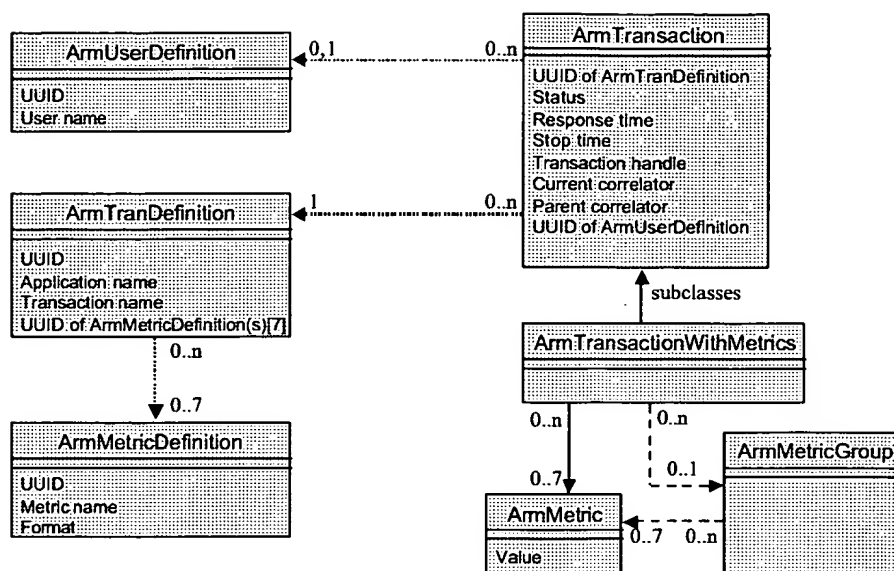 ArmUserDefinition
UUID
User name
0,1
0..n
ArmTransaction
UUID of ArmTranDefinition
Status
Response time
Stop time
Transaction handle
Current correlator
Parent correlator
UUID of ArmUserDefinition
ArmTranDefinition
UUID
Application name
Transaction name
UUID of ArmMetricDefinition(s)[7]
1
0..n
subclasses
ArmTransactionWithMetrics
0..n
0..7
ArmMetricDefinition
UUID
Metric name
Format
0..n
0..n
0..7
0..1
ArmMetricGroup
ArmMetric
Value
0..7
0..n